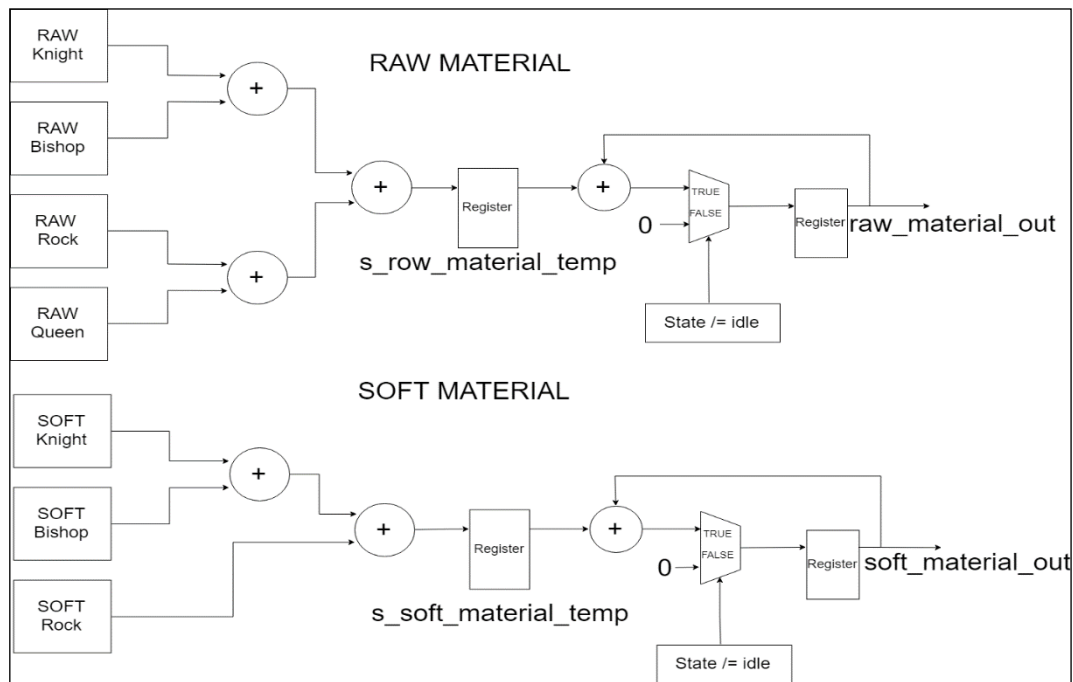 RAW
Knight
RAW MATERIAL
+
RAW
Bishop
+
+
TRUE
FALSE
RAW
Rock
Register
0
Register
raw_material_out
s_row_material_temp
+
RAW
Queen
State /= idle
SOFT MATERIAL
SOFT
Knight
+
SOFT
Bishop
+
Register
+
TRUE
FALSE
0
Register
soft_material_out
SOFT
Rock
s_soft_material_temp
State /= idle